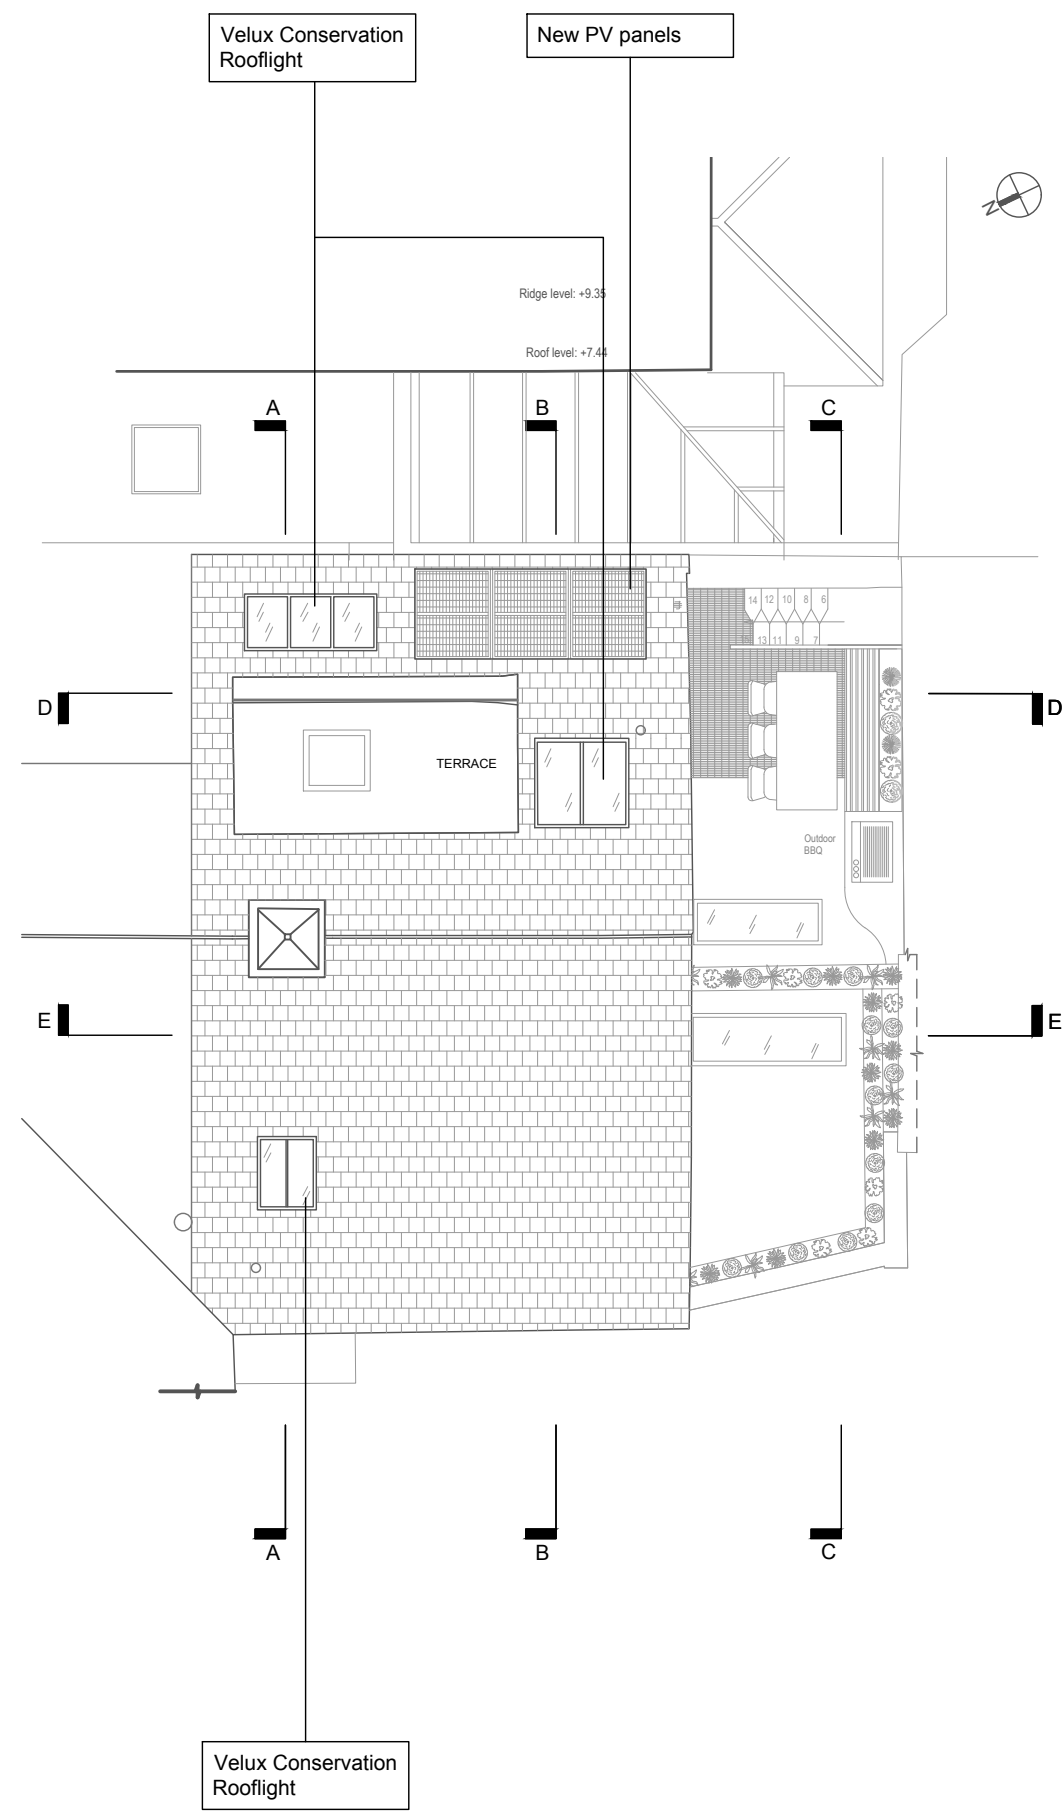 Velux Conservation
Rooflight
New PV panels
N
Ridge level: +9.35
Roof level: +7.44
A
B
C
14 12 10 8 6
13 11 9 7
D
D
TERRACE
Outdoor
BBQ
E
E
A
B
C
Velux Conservation
Rooflight